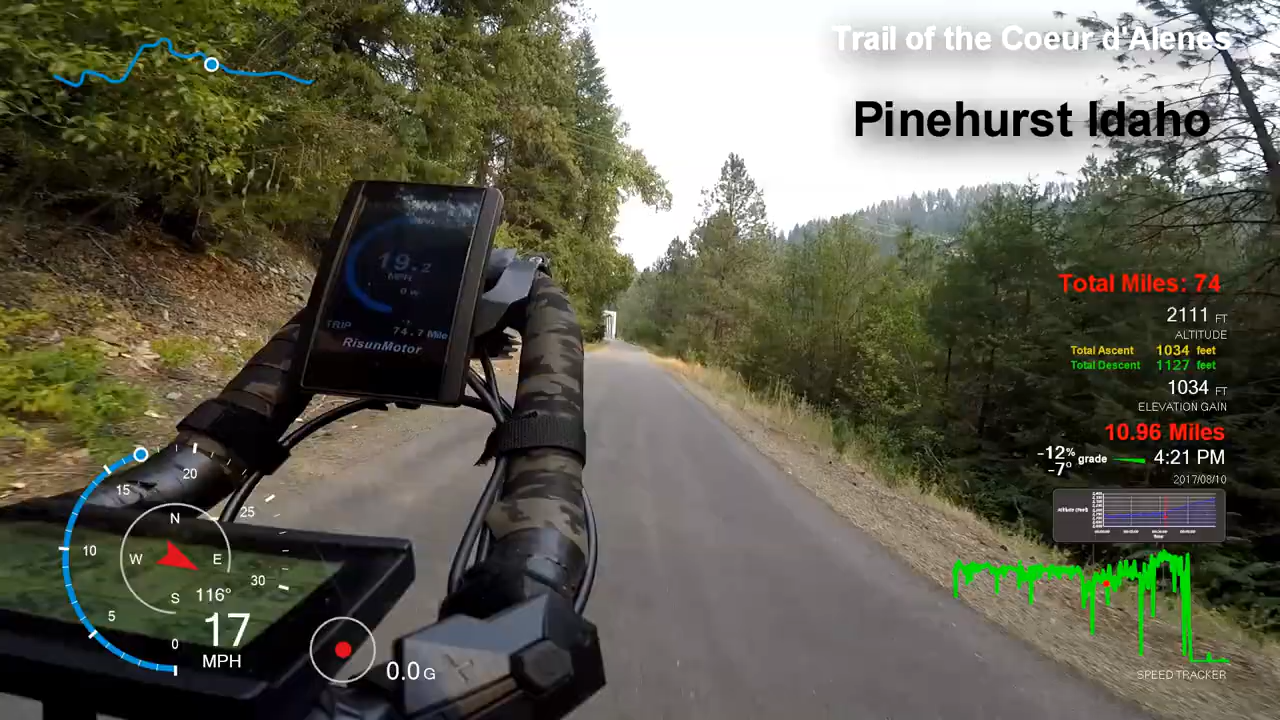 Trail of the Coeur d'Alenes
Pinehurst Idaho
19.2
MPH
0 W
TRIP 74.7 Mile
RisunMotor
Total Miles: 74
2111 FT
ALTITUDE
Total Ascent 1034 feet
Total Descent 1127 feet
1034 FT
ELEVATION GAIN
10.96 Miles
-12% grade
-7°
4:21 PM
2017/08/10
Altitude (Feet)
SPEED TRACKER
0
5
10
15
20
25
30
N
W E
S
116°
17
MPH
0.0G